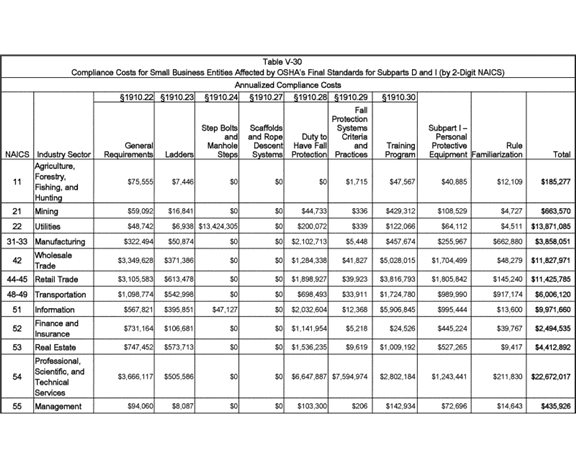 Table V-30
Compliance Costs for Small Business Entities Affected by OSHA's Final Standards for Subparts D and I (by 2-Digit NAICS)
Annualized Compliance Costs
§1910.22 §1910.23 §1910.24 §1910.27 §1910.28 §1910.29 §1910.30
NAICS Industry Sector General Requirements Ladders Step Bolts and Manhole Steps Scaffolds and Rope Descent Systems Duty to Have Fall Protection Fall Protection Systems Criteria and Practices Training Program Subpart I – Personal Protective Equipment Rule Familiarization Total
11 Agriculture, Forestry, Fishing, and Hunting $75,555 $7,446 $0 $0 $0 $1,715 $47,567 $40,885 $12,109 $185,277
21 Mining $59,092 $16,841 $0 $0 $44,733 $336 $429,312 $108,529 $4,727 $663,570
22 Utilities $48,742 $6,938 $13,424,305 $0 $200,072 $339 $122,066 $64,112 $4,511 $13,871,085
31-33 Manufacturing $322,494 $50,874 $0 $0 $2,102,713 $5,448 $457,674 $255,967 $662,880 $3,858,051
42 Wholesale Trade $3,349,628 $371,386 $0 $0 $1,284,338 $41,827 $5,028,015 $1,704,499 $48,279 $11,827,971
44-45 Retail Trade $3,105,583 $613,478 $0 $0 $1,898,927 $39,923 $3,816,793 $1,805,842 $145,240 $11,425,785
48-49 Transportation $1,098,774 $542,998 $0 $0 $698,493 $33,911 $1,724,780 $989,990 $917,174 $6,006,120
51 Information $567,821 $395,851 $47,127 $0 $2,032,604 $12,368 $5,906,845 $995,444 $13,600 $9,971,660
52 Finance and Insurance $731,164 $106,681 $0 $0 $1,141,954 $5,218 $24,526 $445,224 $39,767 $2,494,535
53 Real Estate $747,452 $573,713 $0 $0 $1,536,235 $9,619 $1,009,192 $527,265 $9,417 $4,412,892
54 Professional, Scientific, and Technical Services $3,666,117 $505,586 $0 $0 $6,647,887 $7,594,974 $2,802,184 $1,243,441 $211,830 $22,672,017
55 Management $94,060 $8,087 $0 $0 $103,300 $206 $142,934 $72,696 $14,643 $435,926